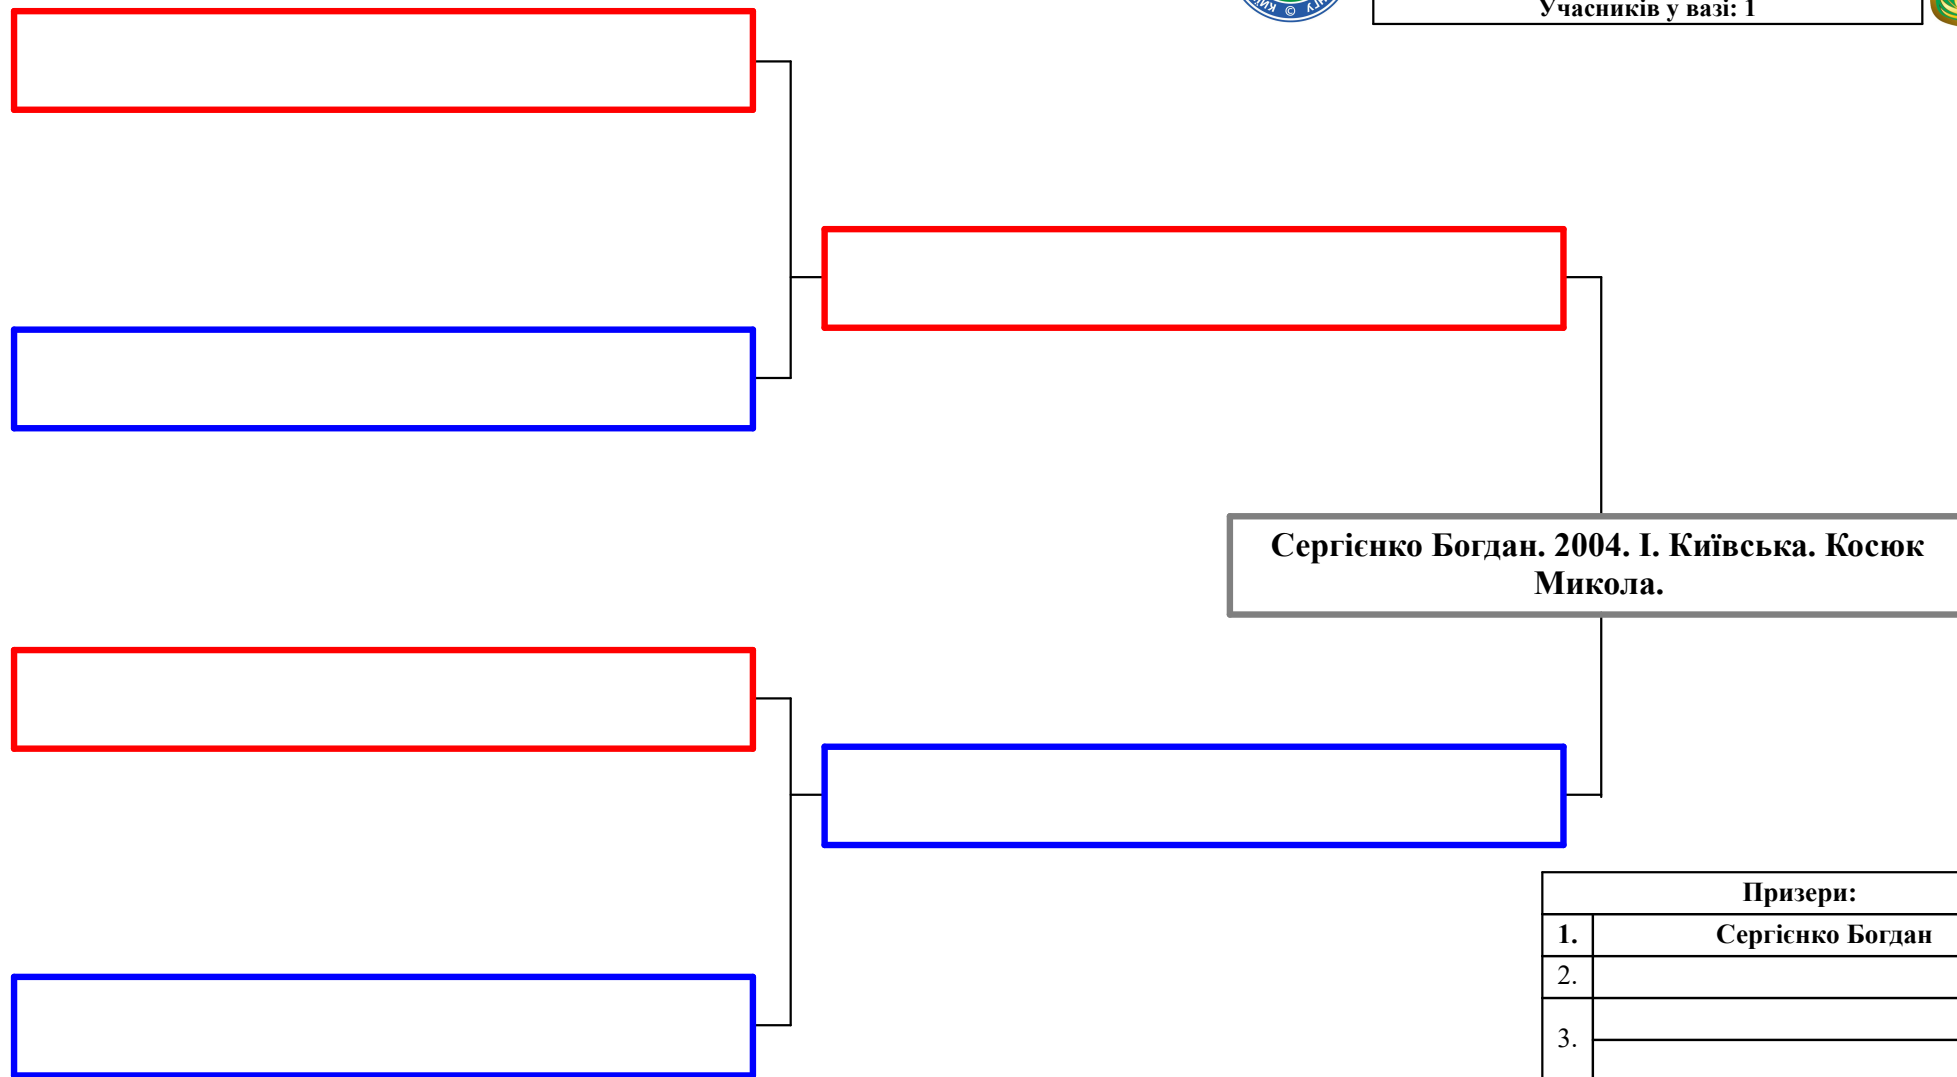 Учасників у вазі: 1
Сергієнко Богдан. 2004. І. Київська. Косюк
Микола.
Призери:
1. Сергієнко Богдан
2.
3.